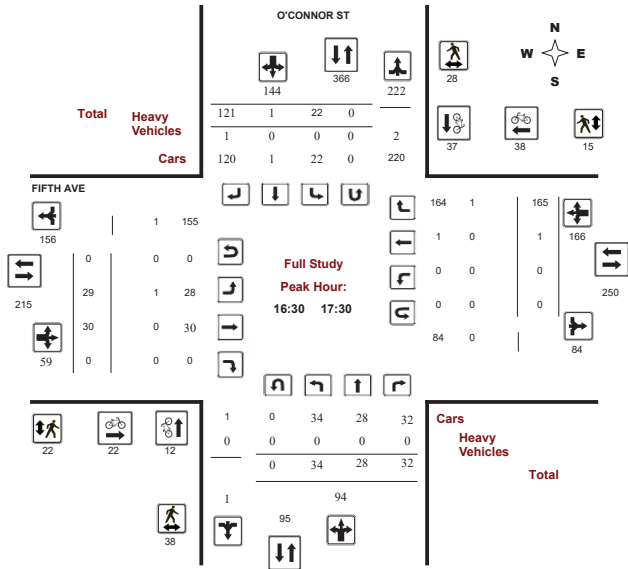 O'CONNOR ST
N
W E
S
366
144
222
28
Total Heavy Vehicles
Cars
121 1 22 0
1 0 0 0 2
120 1 22 0 220
37 38 15
FIFTH AVE
156
1 155
164 1 165
166
0 0 0
1 0 1
215
29 1 28
Full Study
Peak Hour:
16:30 17:30
0 0 0
250
30 0 30
0 0 0
59
0 0 0
84 0
84
22 22 12
1 0 34 28 32
0 0 0 0 0
0 34 28 32
Cars
Heavy
Vehicles
Total
1 94
95
38